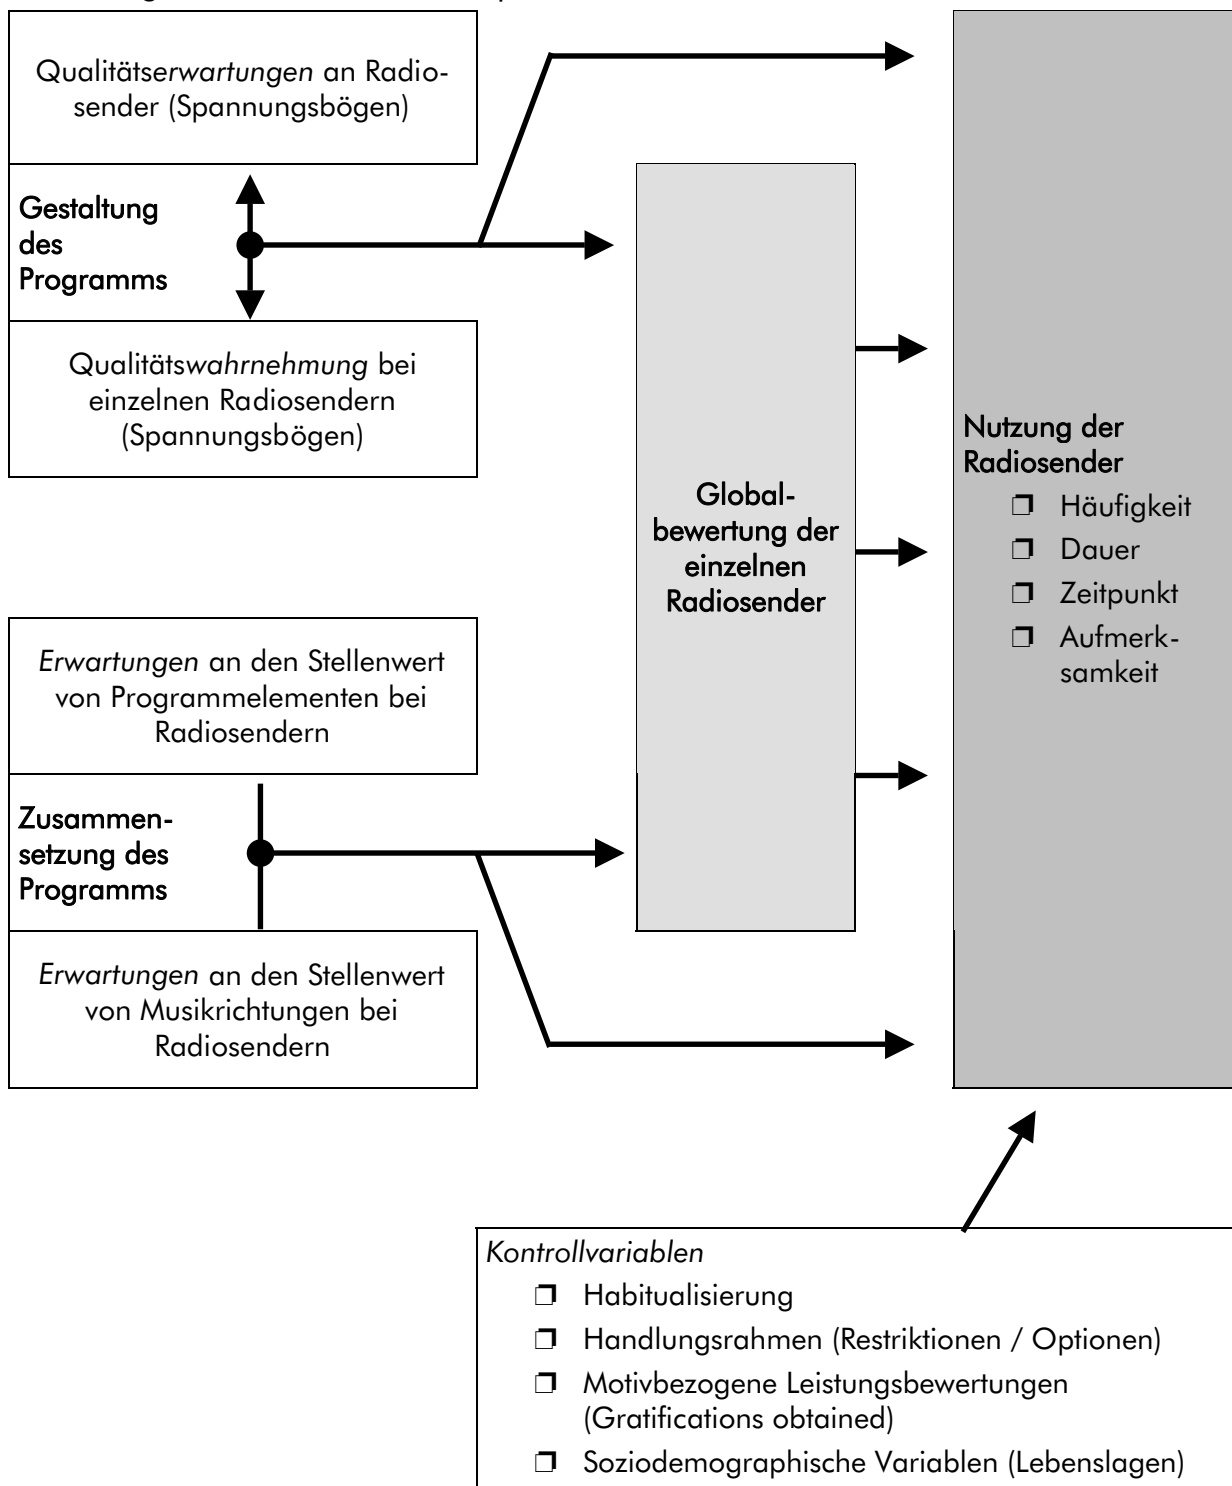 Qualitätserwartungen an Radio-
sender (Spannungsbögen)
Gestaltung
des
Programms
Qualitätswahrnehmung bei
einzelnen Radiosendern
(Spannungsbögen)
Erwartungen an den Stellenwert
von Programmelementen bei
Radiosendern
Zusammen-
setzung des
Programms
Erwartungen an den Stellenwert
von Musikrichtungen bei
Radiosendern
Global-
bewertung der
einzelnen
Radiosender
Nutzung der
Radiosender
❐ Häufigkeit
❐ Dauer
❐ Zeitpunkt
❐ Aufmerk-
samkeit
Kontrollvariablen
❐ Habitualisierung
❐ Handlungsrahmen (Restriktionen / Optionen)
❐ Motivbezogene Leistungsbewertungen
(Gratifications obtained)
❐ Soziodemographische Variablen (Lebenslagen)